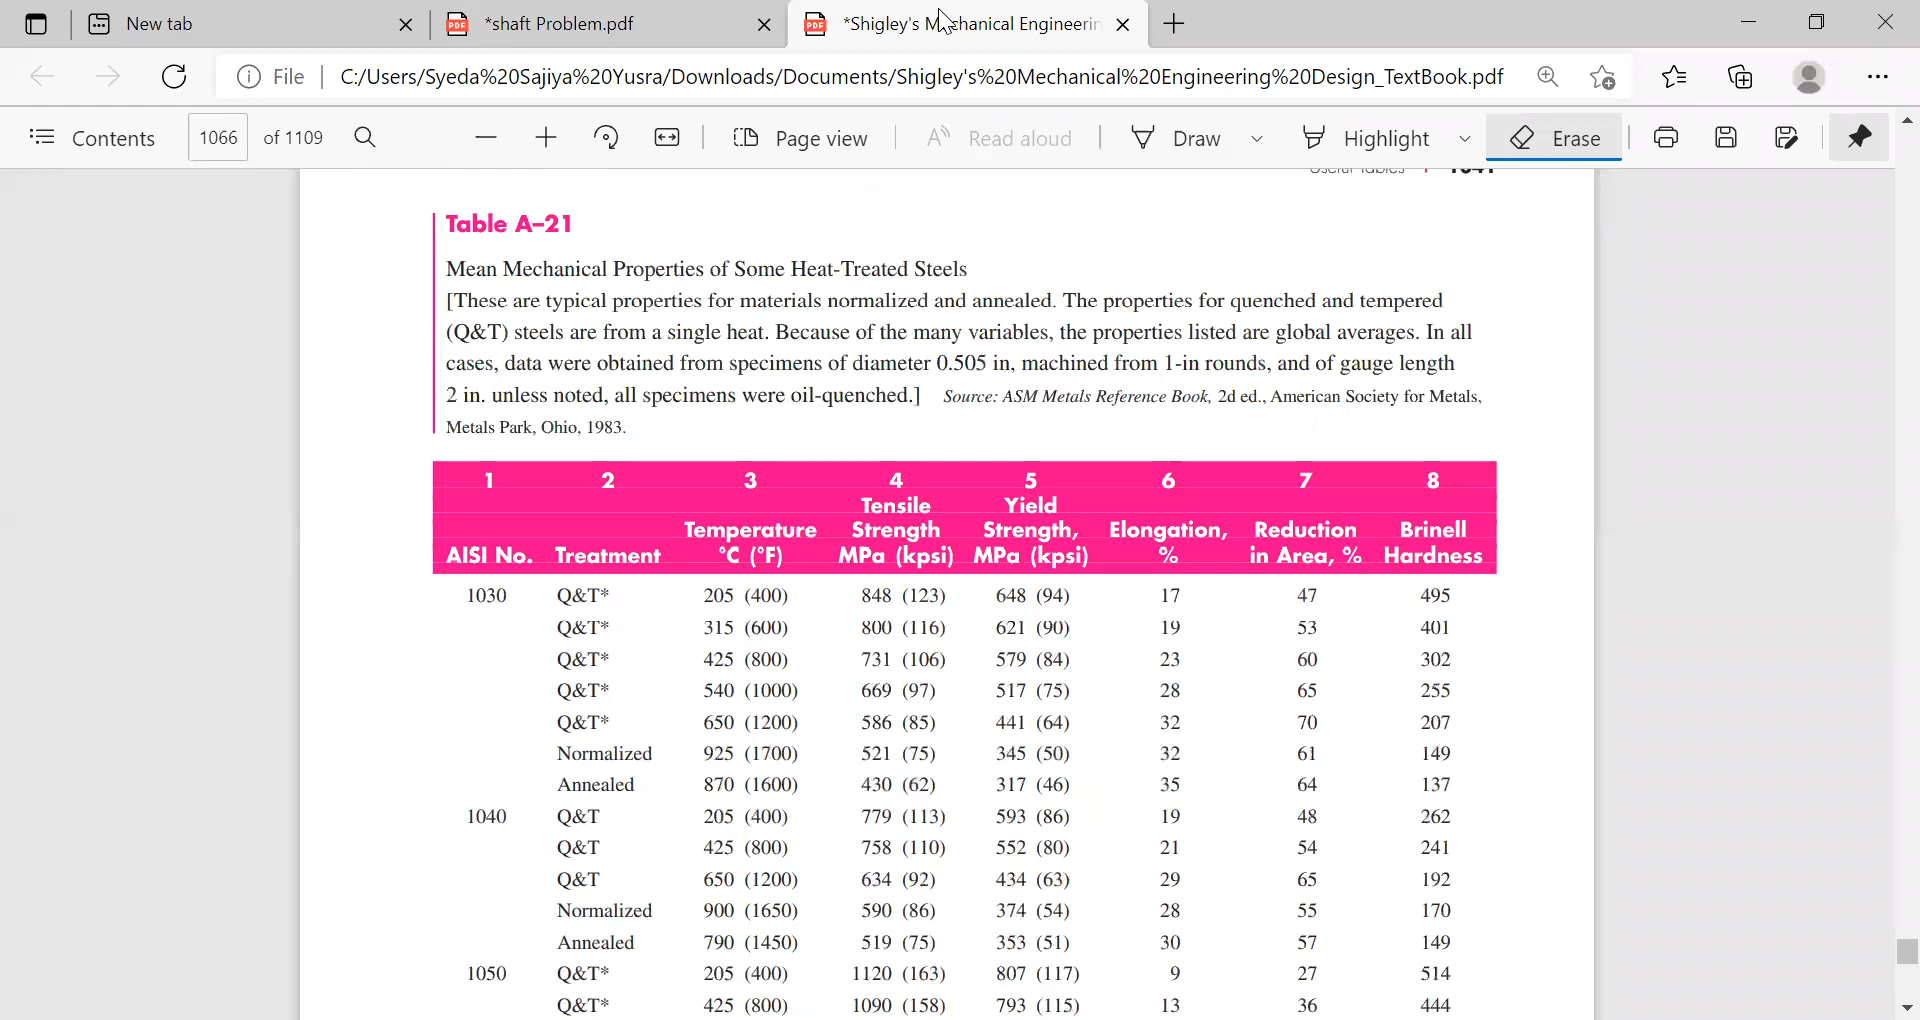 New tab
*shaft Problem.pdf
*Shigley's Mechanical Engineerin
File
C:/Users/Syeda%20Sajiya%20Yusra/Downloads/Documents/Shigley's%20Mechanical%20Engineering%20Design_TextBook.pdf
Contents
1066 of 1109
Page view
Read aloud
Draw
Highlight
Erase
Useful Tables 1041
Table A–21
Mean Mechanical Properties of Some Heat-Treated Steels
[These are typical properties for materials normalized and annealed. The properties for quenched and tempered
(Q&T) steels are from a single heat. Because of the many variables, the properties listed are global averages. In all
cases, data were obtained from specimens of diameter 0.505 in, machined from 1-in rounds, and of gauge length
2 in. unless noted, all specimens were oil-quenched.] Source: ASM Metals Reference Book, 2d ed., American Society for Metals,
Metals Park, Ohio, 1983.
1 2 3 4 5 6 7 8
Tensile Yield
Temperature Strength Strength, Elongation, Reduction Brinell
AISI No. Treatment °C (°F) MPa (kpsi) MPa (kpsi) % in Area, % Hardness
1030 Q&T* 205 (400) 848 (123) 648 (94) 17 47 495
Q&T* 315 (600) 800 (116) 621 (90) 19 53 401
Q&T* 425 (800) 731 (106) 579 (84) 23 60 302
Q&T* 540 (1000) 669 (97) 517 (75) 28 65 255
Q&T* 650 (1200) 586 (85) 441 (64) 32 70 207
Normalized 925 (1700) 521 (75) 345 (50) 32 61 149
Annealed 870 (1600) 430 (62) 317 (46) 35 64 137
1040 Q&T 205 (400) 779 (113) 593 (86) 19 48 262
Q&T 425 (800) 758 (110) 552 (80) 21 54 241
Q&T 650 (1200) 634 (92) 434 (63) 29 65 192
Normalized 900 (1650) 590 (86) 374 (54) 28 55 170
Annealed 790 (1450) 519 (75) 353 (51) 30 57 149
1050 Q&T* 205 (400) 1120 (163) 807 (117) 9 27 514
Q&T* 425 (800) 1090 (158) 793 (115) 13 36 444